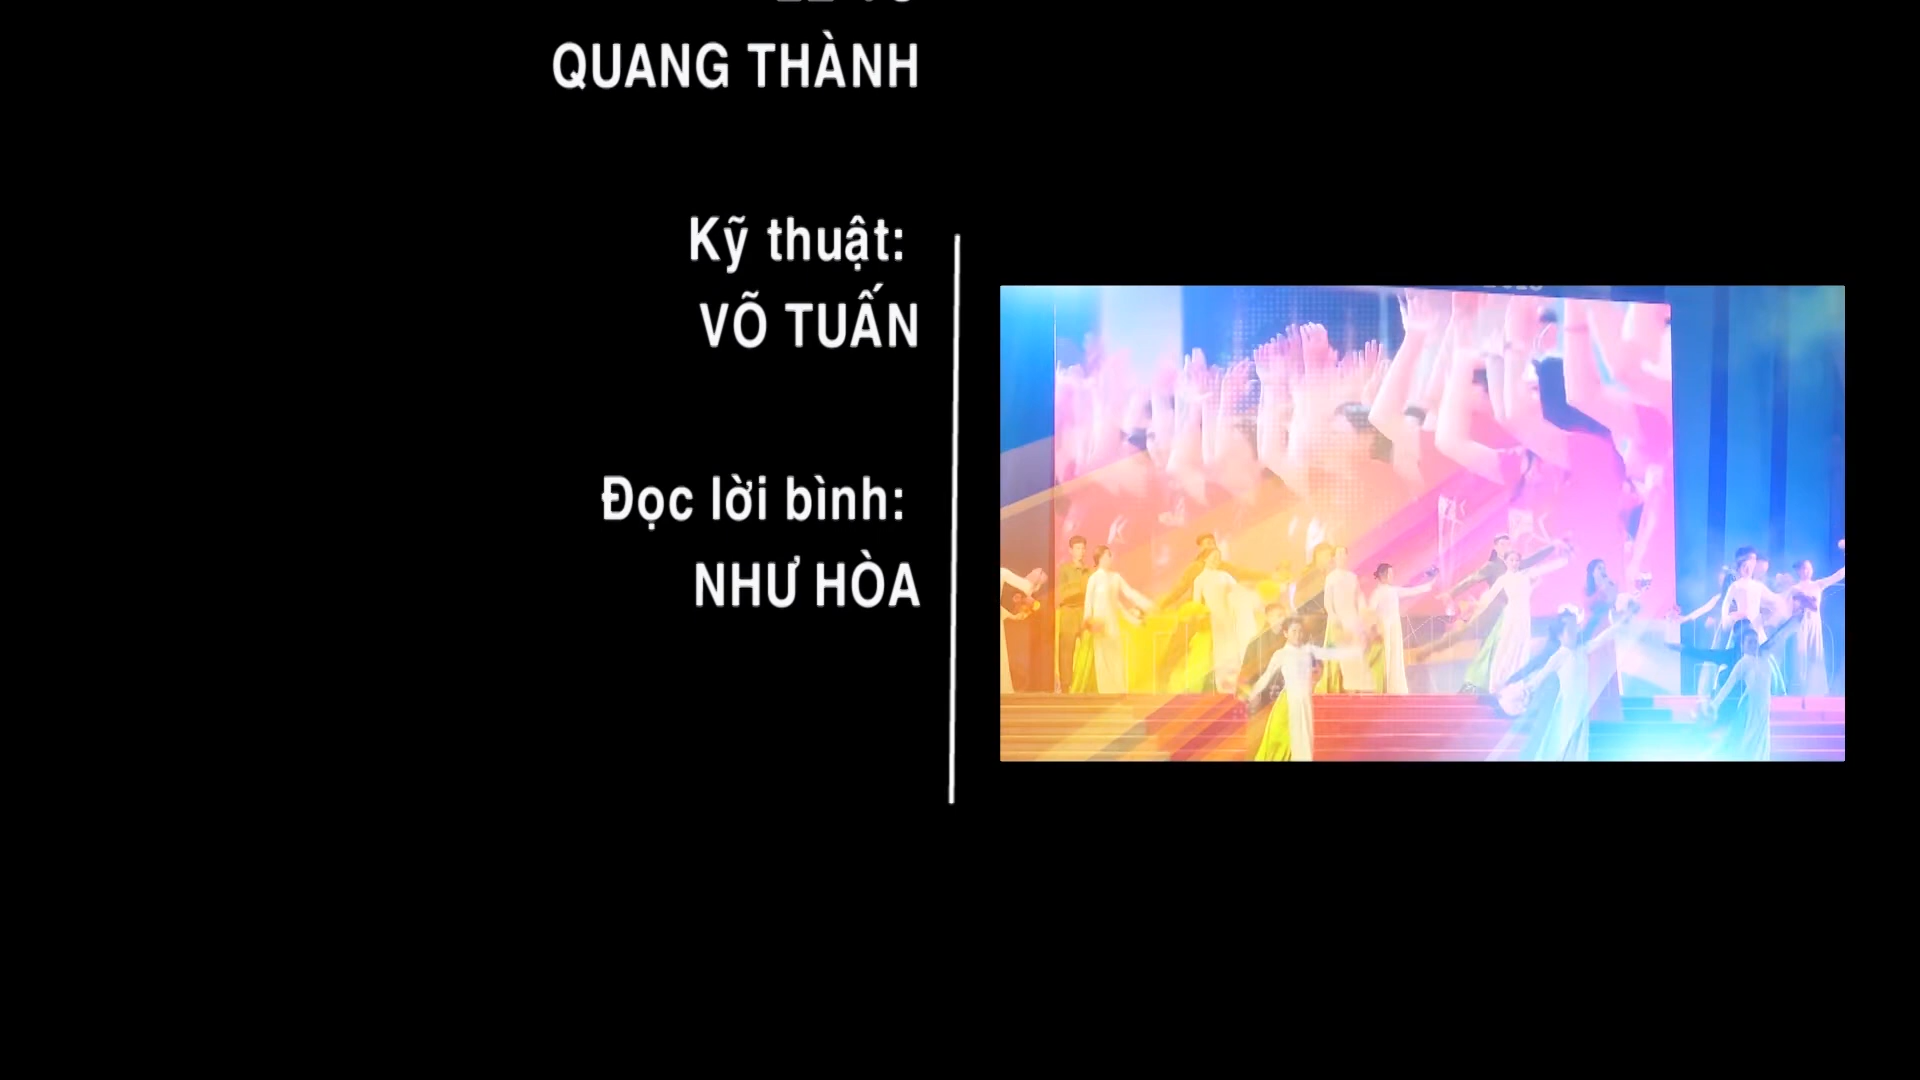 QUANG THÀNH
Kỹ thuật:
VÕ TUẤN
Đọc lời bình:
NHƯ HÒA